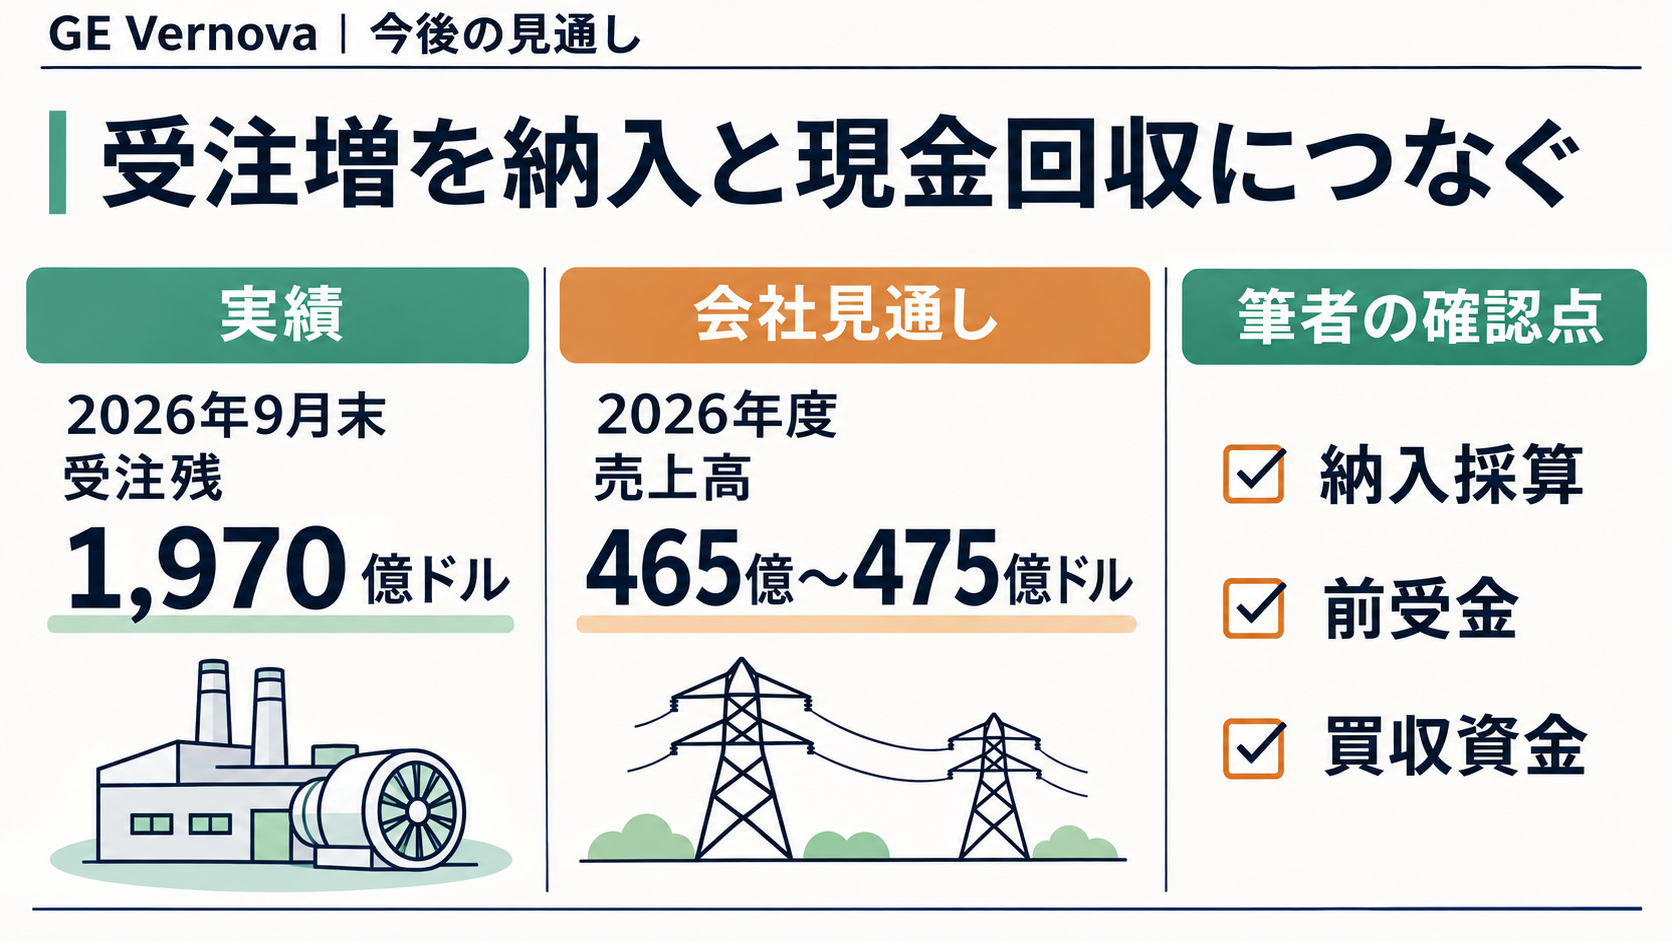 GE Vernova｜今後の見通し
受注増を納入と現金回収につなぐ
実績
2026年9月末
受注残
1,970億ドル
会社見通し
2026年度
売上高
465億～475億ドル
筆者の確認点
納入採算
前受金
買収資金